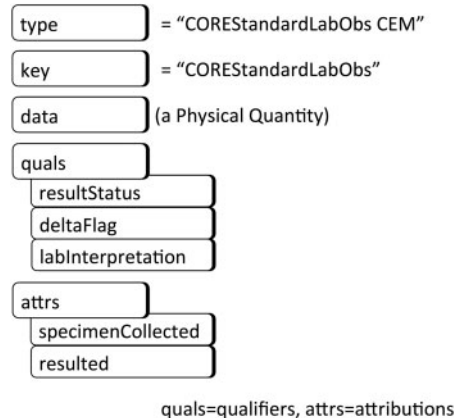 type = “COREStandardLabObs CEM”
key = “COREStandardLabObs”
data (a Physical Quantity)
quals
resultStatus
deltaFlag
labInterpretation
attrs
specimenCollected
resulted
quals=qualifiers, attrs=attributions